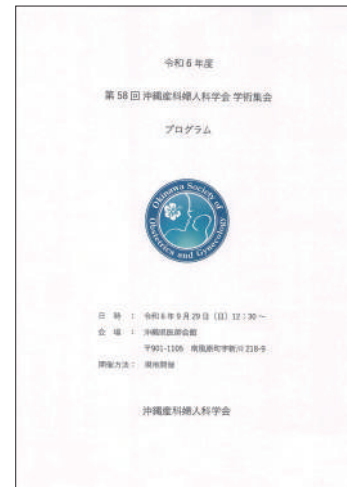 令和6年度
第58回 沖縄産科婦人科学会 学術集会
プログラム
Okinawa Society of
Obstetrics and Gynecology
日 時 : 令和6年9月29日(日)12:30~
会 場 : 沖縄県医師会館
〒901-1105 南風原町字新川218-9
開催方法: 現地開催
沖縄産科婦人科学会